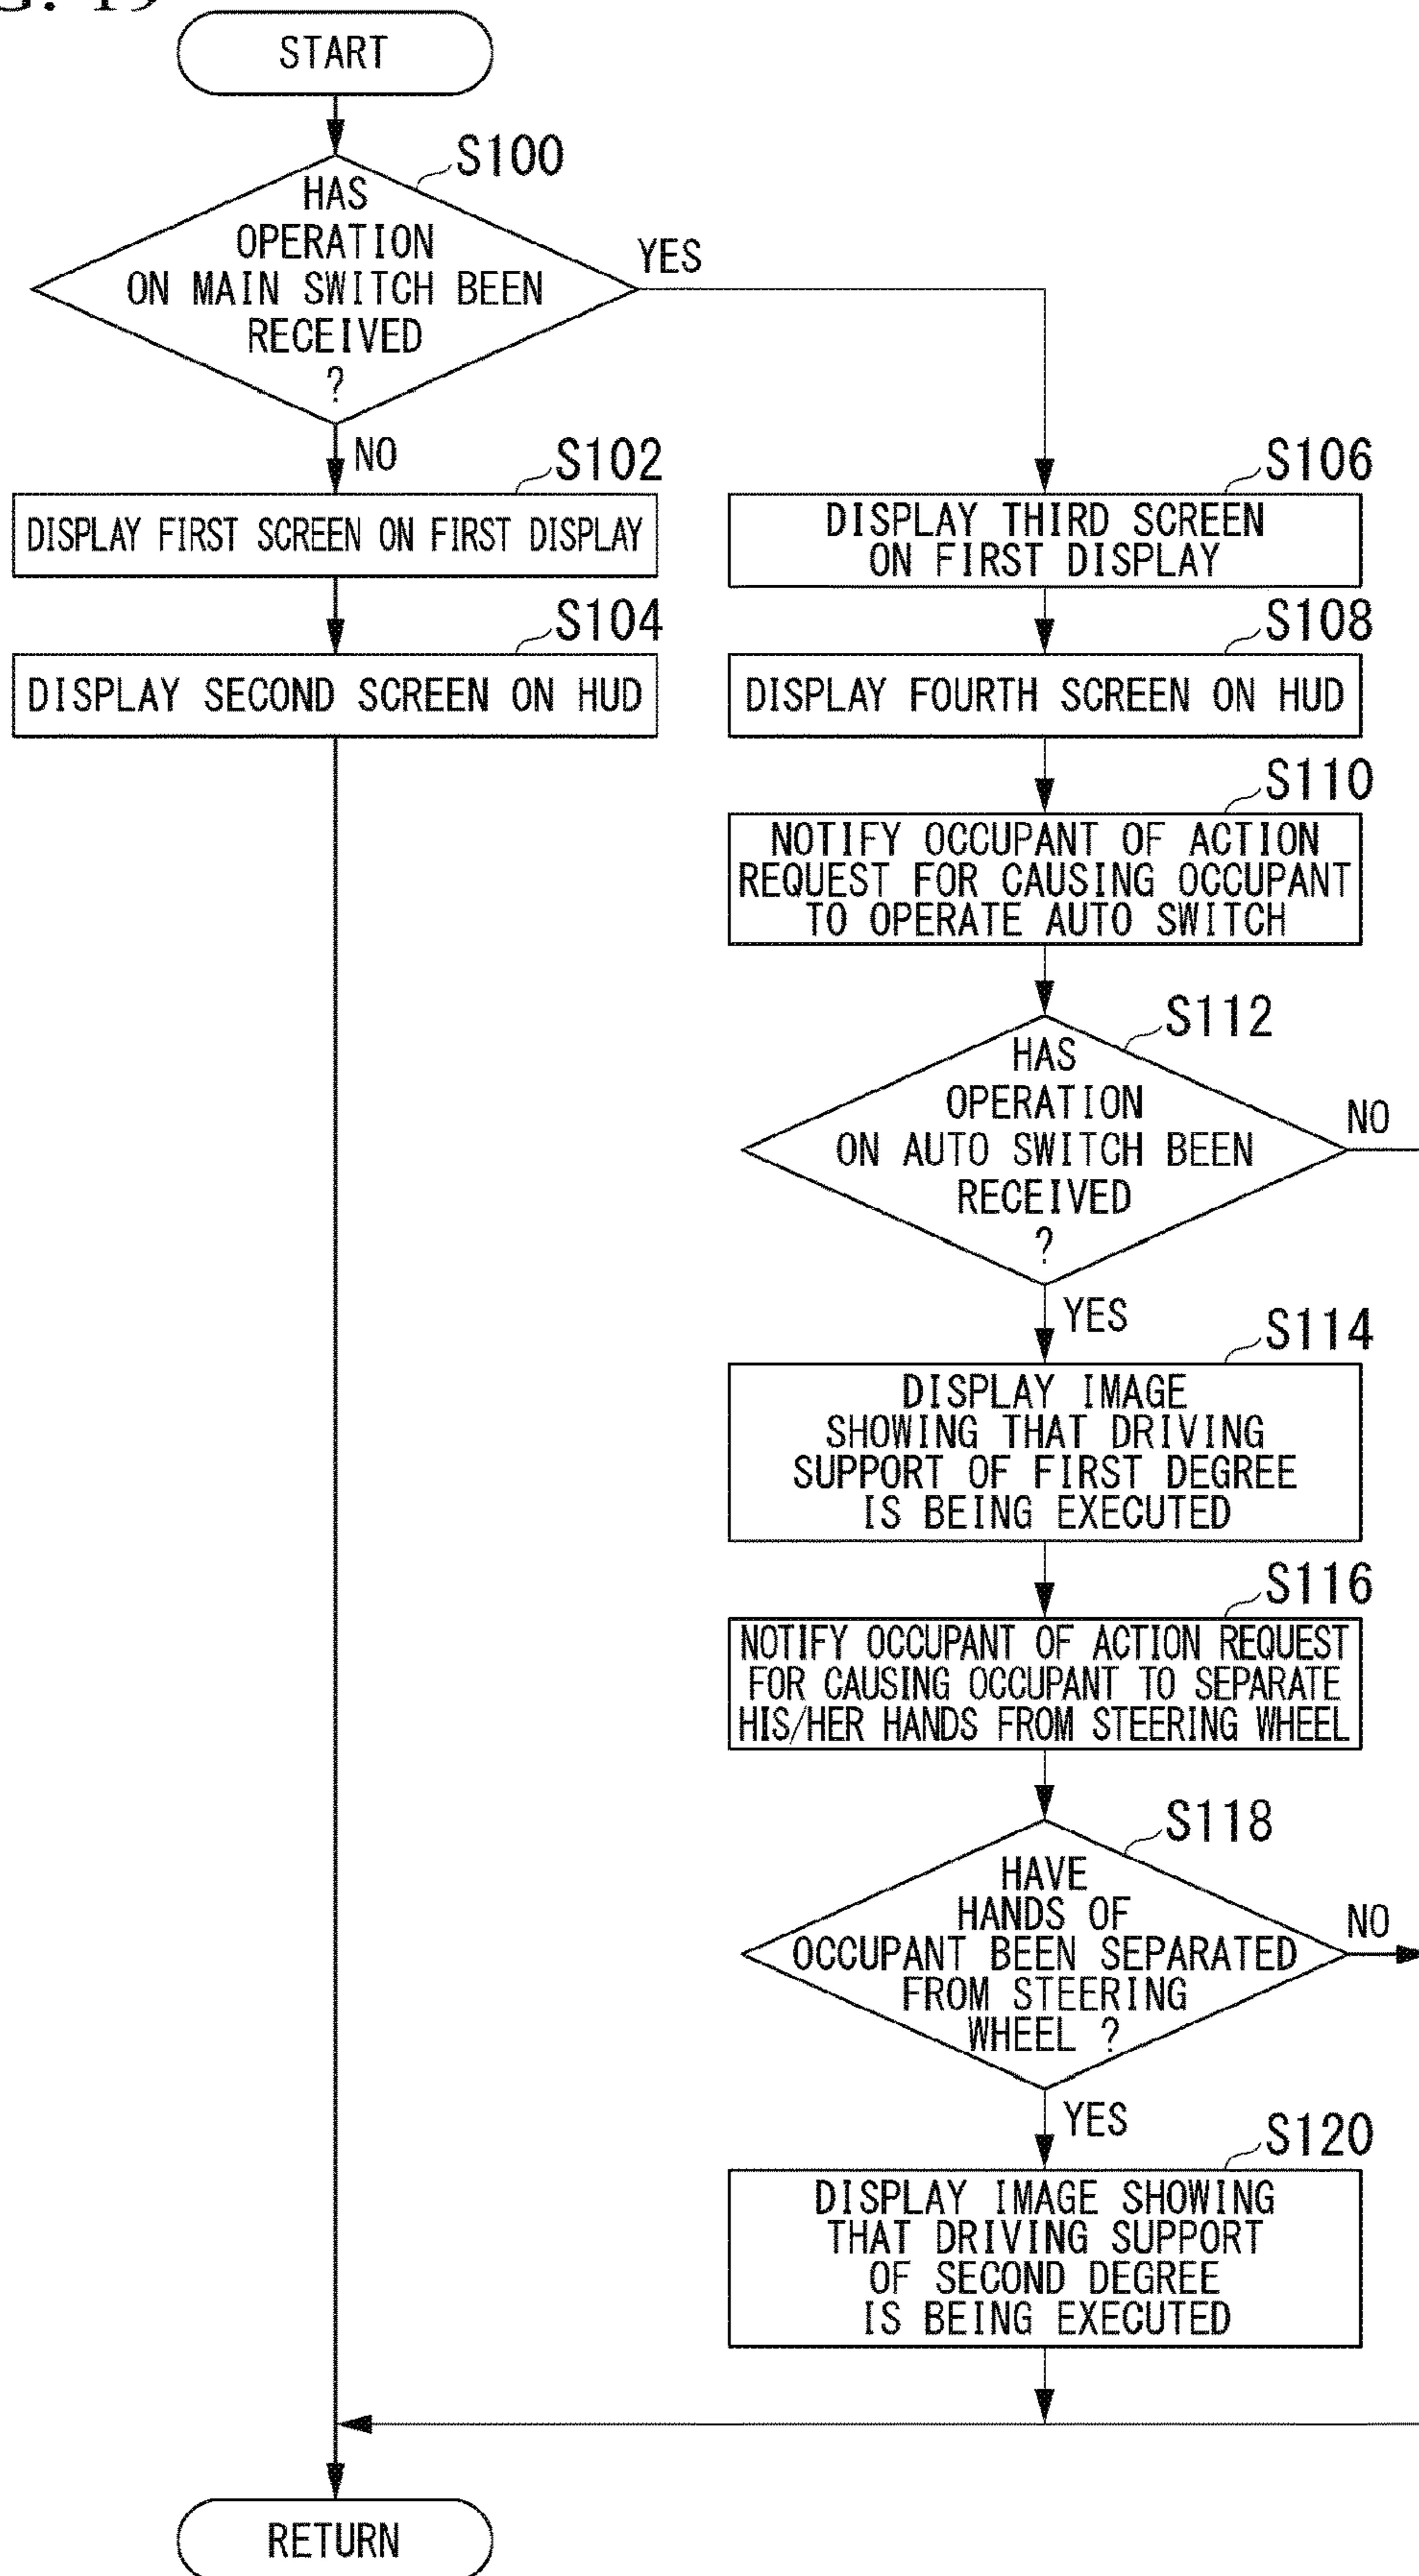 START
S100
HAS
OPERATION
ON MAIN SWITCH BEEN
RECEIVED
?
YES
NO
S102
DISPLAY FIRST SCREEN ON FIRST DISPLAY
S104
DISPLAY SECOND SCREEN ON HUD
S106
DISPLAY THIRD SCREEN
ON FIRST DISPLAY
S108
DISPLAY FOURTH SCREEN ON HUD
S110
NOTIFY OCCUPANT OF ACTION
REQUEST FOR CAUSING OCCUPANT
TO OPERATE AUTO SWITCH
S112
HAS
OPERATION
ON AUTO SWITCH BEEN
RECEIVED
?
NO
YES
S114
DISPLAY IMAGE
SHOWING THAT DRIVING
SUPPORT OF FIRST DEGREE
IS BEING EXECUTED
S116
NOTIFY OCCUPANT OF ACTION REQUEST
FOR CAUSING OCCUPANT TO SEPARATE
HIS/HER HANDS FROM STEERING WHEEL
S118
HAVE
HANDS OF
OCCUPANT BEEN SEPARATED
FROM STEERING
WHEEL ?
NO
YES
S120
DISPLAY IMAGE SHOWING
THAT DRIVING SUPPORT
OF SECOND DEGREE
IS BEING EXECUTED
RETURN